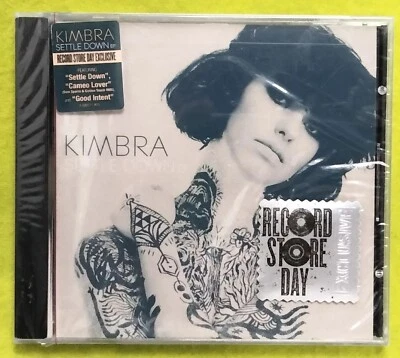 KIMBRA
SETTLE DOWN EP
RECORD STORE DAY EXCLUSIVE
FEATURING
"Settle Down",
"Cameo Lover"
and "Good Intent"
KIMBRA
RECORD
STORE
DAY